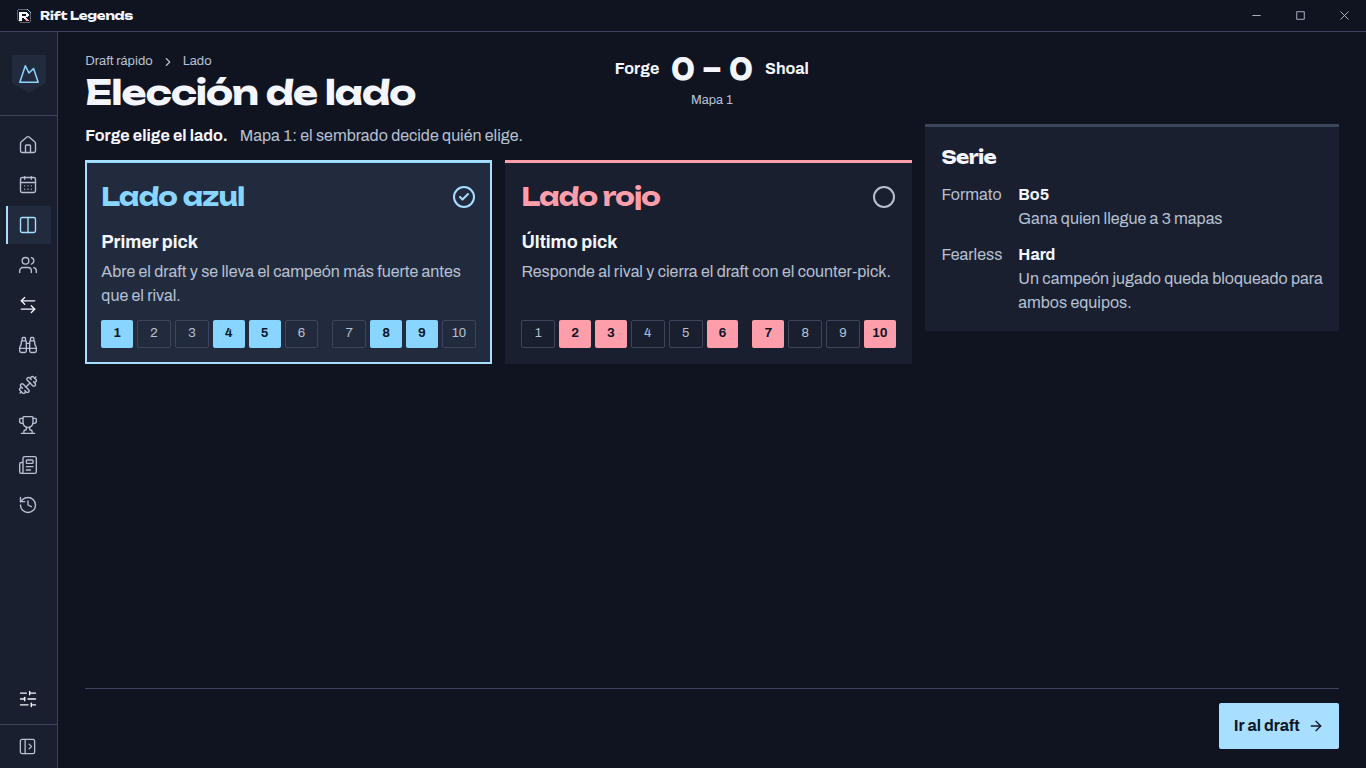 Rift Legends
Draft rápido > Lado
Elección de lado
Forge 0 – 0 Shoal
Mapa 1
Forge elige el lado. Mapa 1: el sembrado decide quién elige.
Lado azul
Primer pick
Abre el draft y se lleva el campeón más fuerte antes
que el rival.
1 2 3 4 5 6 7 8 9 10
Lado rojo
Último pick
Responde al rival y cierra el draft con el counter-pick.
1 2 3 4 5 6 7 8 9 10
Serie
Formato Bo5
Gana quien llegue a 3 mapas
Fearless Hard
Un campeón jugado queda bloqueado para
ambos equipos.
Ir al draft →